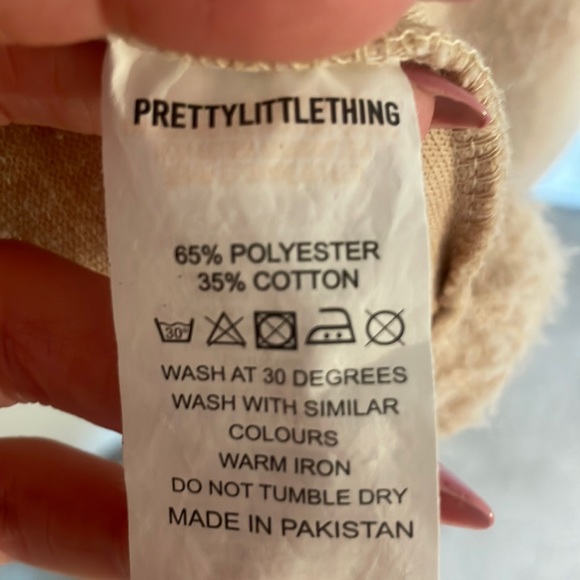 PRETTYLITTLETHING
65% POLYESTER
35% COTTON
30°
WASH AT 30 DEGREES
WASH WITH SIMILAR
COLOURS
WARM IRON
DO NOT TUMBLE DRY
MADE IN PAKISTAN